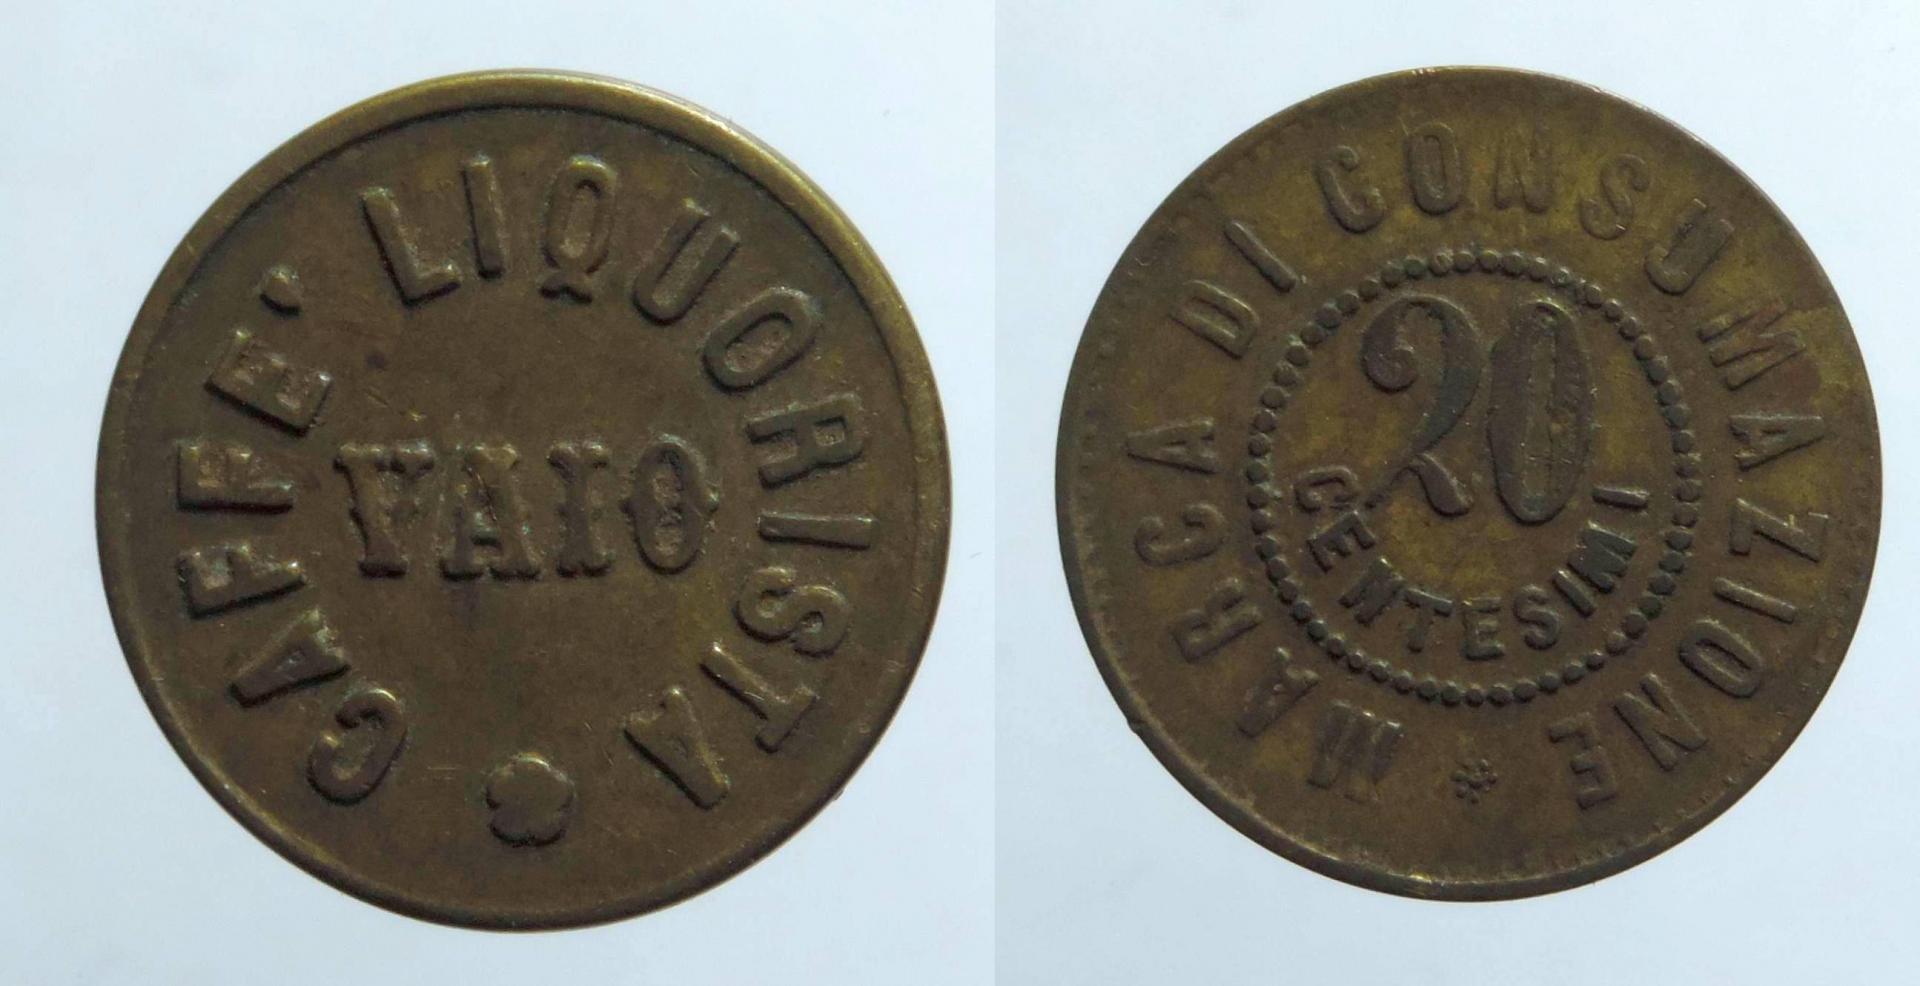 CAFFE' LIQUORISTA
VAIO
MARCA DI CONSUMAZIONE
20
CENTESIMI